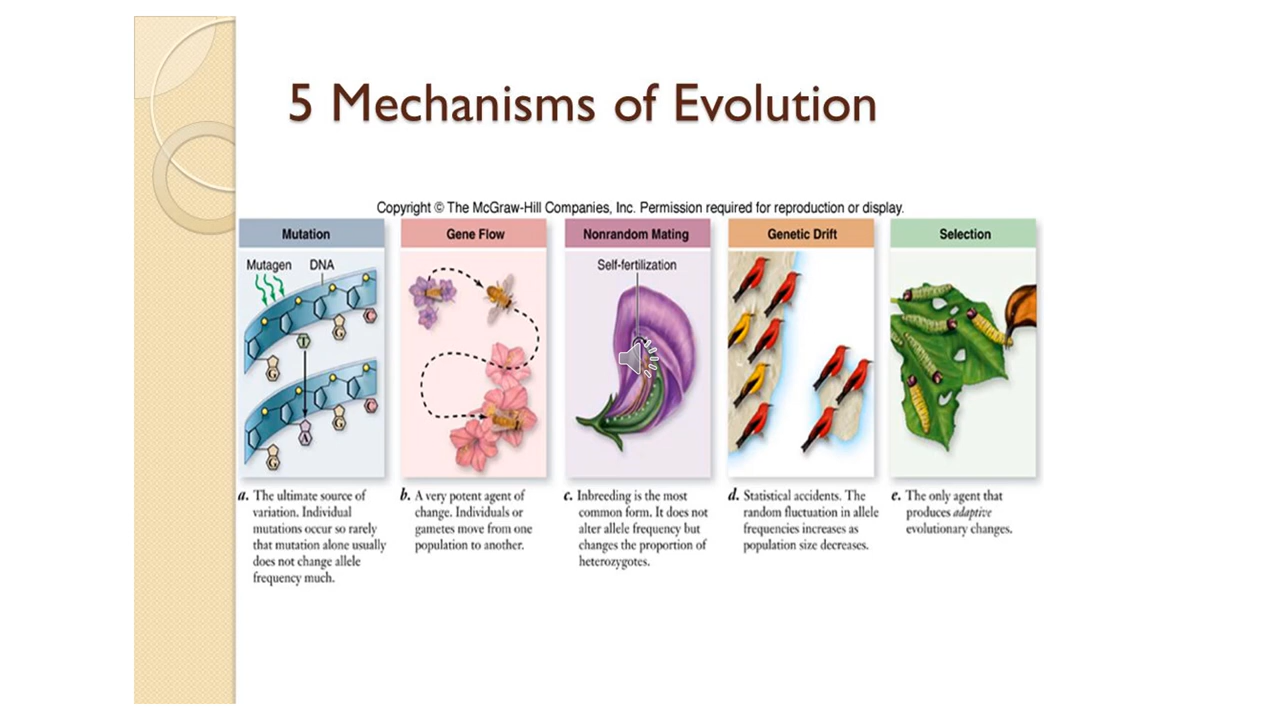 5 Mechanisms of Evolution
Copyright © The McGraw-Hill Companies, Inc. Permission required for reproduction or display.
Mutation
Mutagen DNA
T
G
C
G
A
G
C
G
a. The ultimate source of
variation. Individual
mutations occur so rarely
that mutation alone usually
does not change allele
frequency much.
Gene Flow
b. A very potent agent of
change. Individuals or
gametes move from one
population to another.
Nonrandom Mating
Self-fertilization
c. Inbreeding is the most
common form. It does not
alter allele frequency but
changes the proportion of
heterozygotes.
Genetic Drift
d. Statistical accidents. The
random fluctuation in allele
frequencies increases as
population size decreases.
Selection
e. The only agent that
produces adaptive
evolutionary changes.